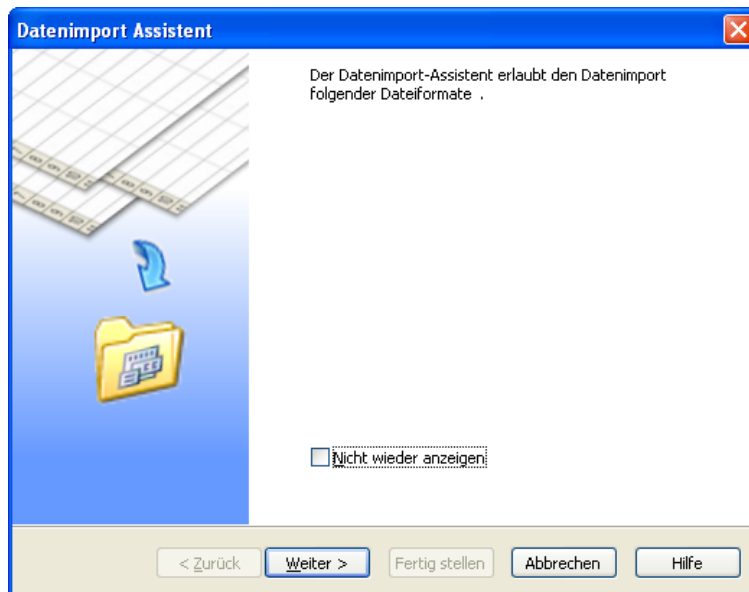 Datenimport Assistent
Der Datenimport-Assistent erlaubt den Datenimport
folgender Dateiformate .
Nicht wieder anzeigen
< Zurück Weiter > Fertig stellen Abbrechen Hilfe